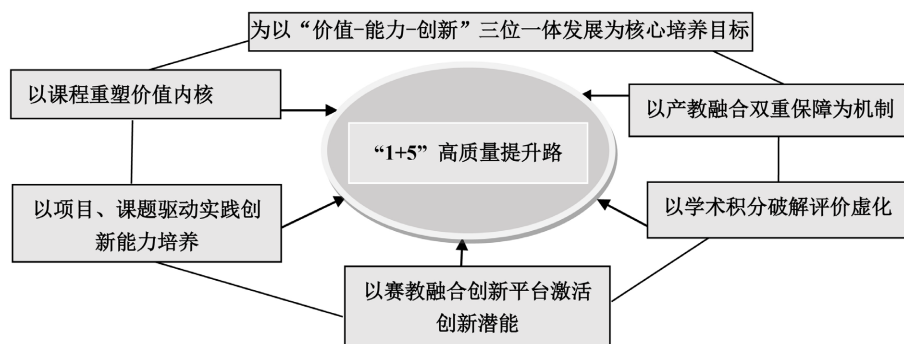 为以“价值-能力-创新”三位一体发展为核心培养目标
以课程重塑价值内核
以产教融合双重保障为机制
“1+5”高质量提升路
以项目、课题驱动实践创
新能力培养
以学术积分破解评价虚化
以赛教融合创新平台激活
创新潜能